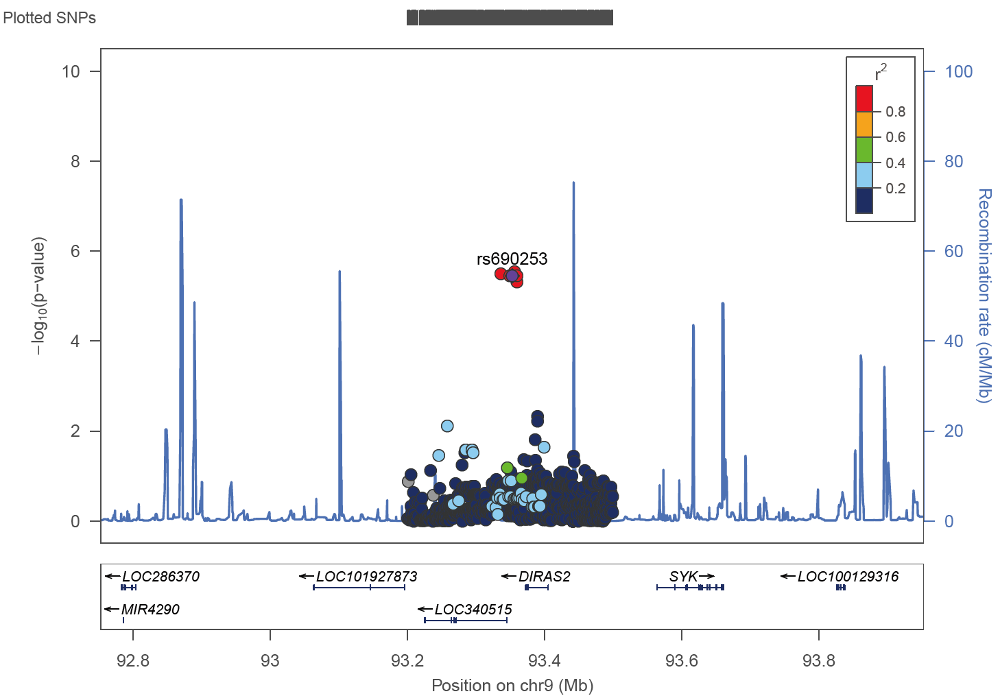 Plotted SNPs
10
8
6
4
2
0
−log10(p−value)
100
80
60
40
20
0
Recombination rate (cM/Mb)
r2
0.8
0.6
0.4
0.2
rs690253
LOC286370
LOC101927873
DIRAS2
SYK
LOC100129316
MIR4290
LOC340515
92.8 93 93.2 93.4 93.6 93.8
Position on chr9 (Mb)